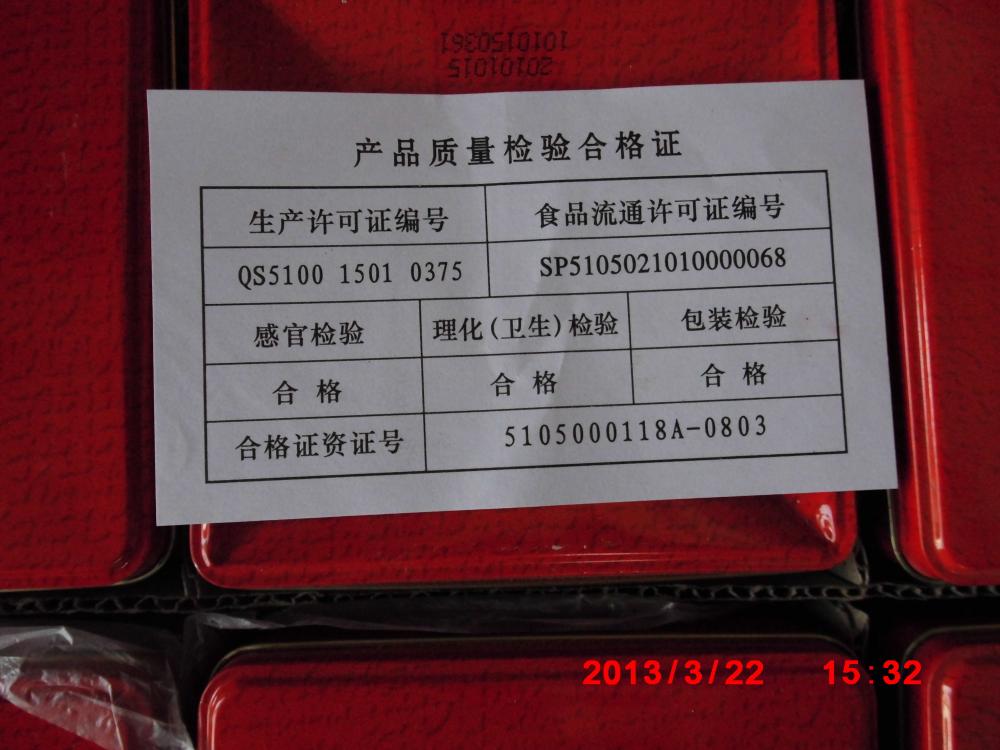 1010150361
20101015
产品质量检验合格证
生产许可证编号 食品流通许可证编号
QS5100 1501 0375 SP5105021010000068
感官检验 理化(卫生)检验 包装检验
合格 合格 合格
合格证资证号 5105000118A-0803
2013/3/22 15:32